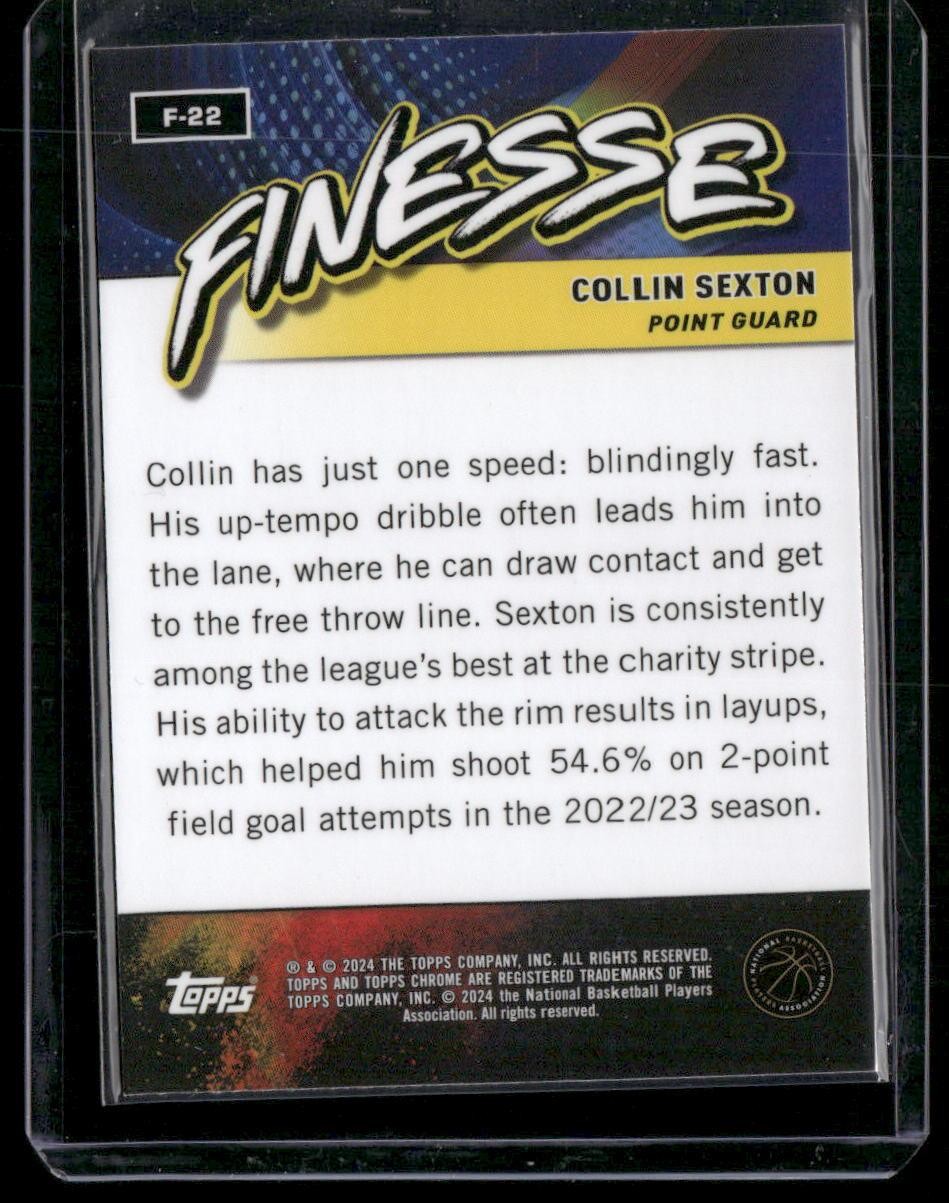 F-22
FINESSE
COLLIN SEXTON
POINT GUARD
Collin has just one speed: blindingly fast.
His up-tempo dribble often leads him into
the lane, where he can draw contact and get
to the free throw line. Sexton is consistently
among the league's best at the charity stripe.
His ability to attack the rim results in layups,
which helped him shoot 54.6% on 2-point
field goal attempts in the 2022/23 season.
topps
® & © 2024 THE TOPPS COMPANY, INC. ALL RIGHTS RESERVED.
TOPPS AND TOPPS CHROME ARE REGISTERED TRADEMARKS OF THE
TOPPS COMPANY, INC. © 2024 the National Basketball Players
Association. All rights reserved.
NATIONAL BASKETBALL PLAYERS ASSOCIATION